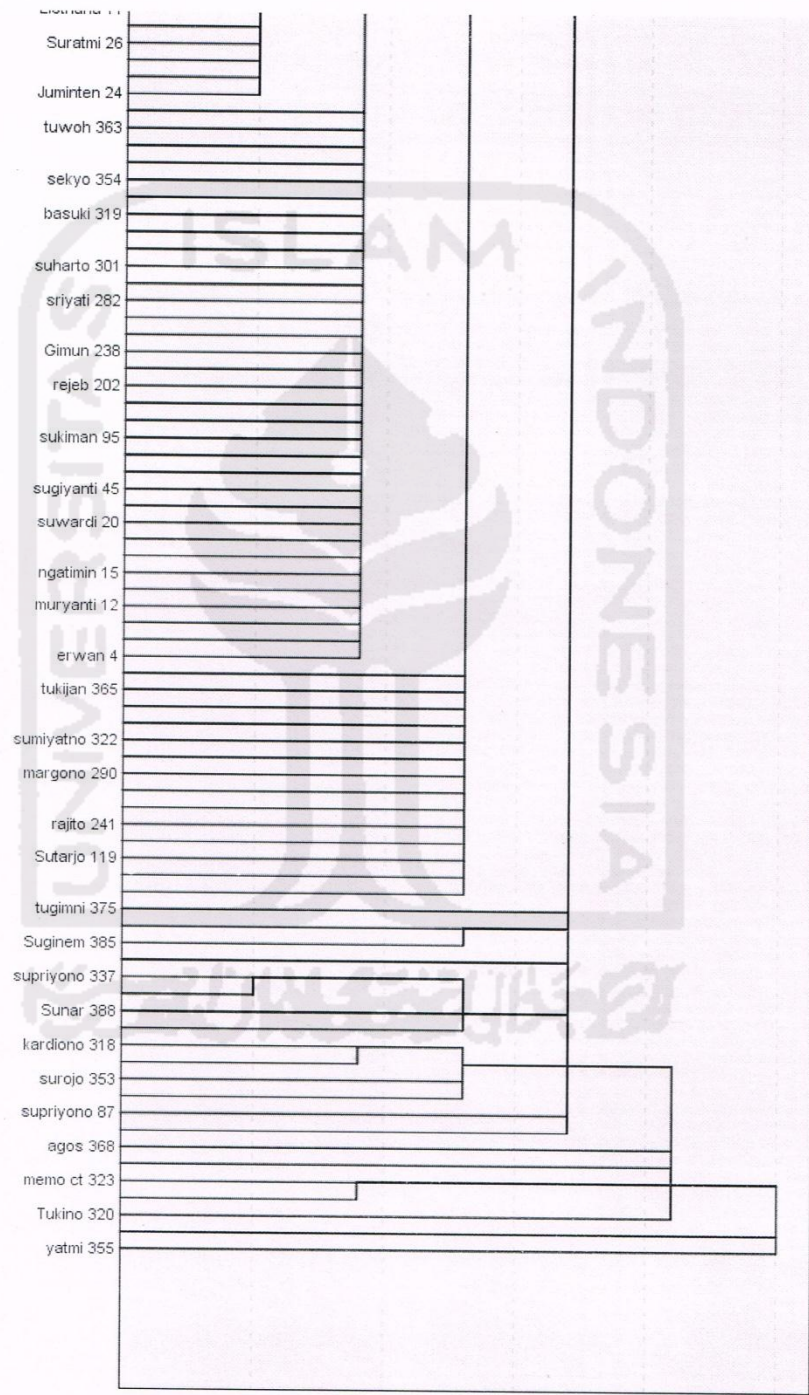 Suratmi 26
Juminten 24
tuwoh 363
sekyo 354
basuki 319
suharto 301
sriyati 282
Gimun 238
rejeb 202
sukiman 95
sugiyanti 45
suwardi 20
ngatimin 15
muryanti 12
erwan 4
tukijan 365
sumiyatno 322
margono 290
rajito 241
Sutarjo 119
tugimni 375
Suginem 385
supriyono 337
Sunar 388
kardiono 318
surojo 353
supriyono 87
agos 368
memo ct 323
Tukino 320
yatmi 355
UNIVERSITAS
ISLAM
INDONESIA